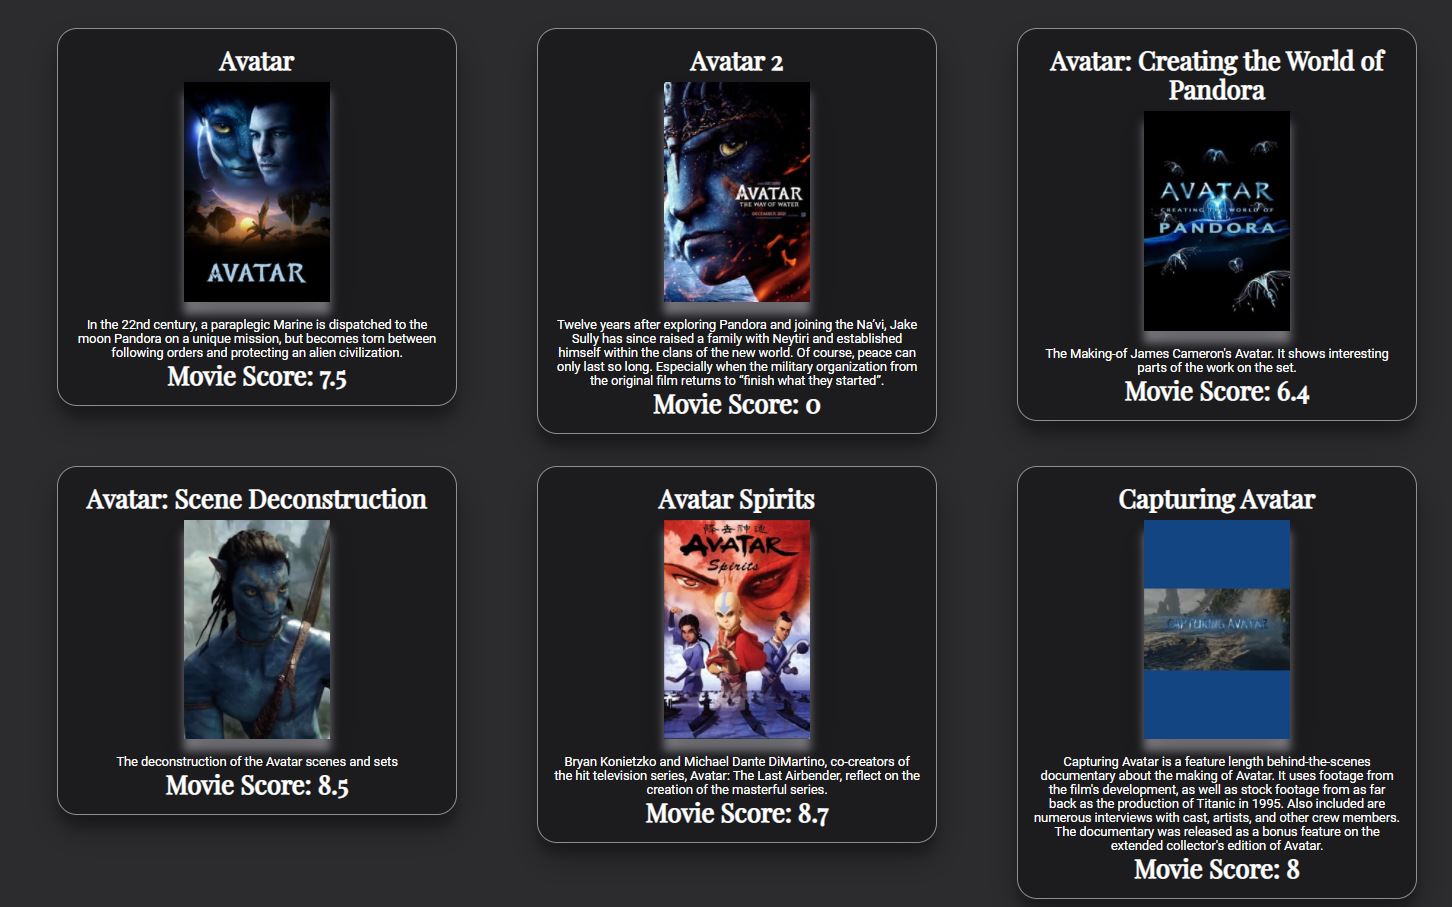 Avatar
AVATAR
In the 22nd century, a paraplegic Marine is dispatched to the
moon Pandora on a unique mission, but becomes torn between
following orders and protecting an alien civilization.
Movie Score: 7.5
Avatar 2
AVATAR
THE WAY OF WATER
DECEMBER 2021
Twelve years after exploring Pandora and joining the Na'vi, Jake
Sully has since raised a family with Neytiri and established
himself within the clans of the new world. Of course, peace can
only last so long. Especially when the military organization from
the original film returns to “finish what they started”.
Movie Score: 0
Avatar: Creating the World of
Pandora
AVATAR
CREATING THE WORLD OF
PANDORA
The Making-of James Cameron's Avatar. It shows interesting
parts of the work on the set.
Movie Score: 6.4
Avatar: Scene Deconstruction
The deconstruction of the Avatar scenes and sets
Movie Score: 8.5
Avatar Spirits
AVATAR
Spirits
Bryan Konietzko and Michael Dante DiMartino, co-creators of
the hit television series, Avatar: The Last Airbender, reflect on the
creation of the masterful series.
Movie Score: 8.7
Capturing Avatar
CAPTURING AVATAR
Capturing Avatar is a feature length behind-the-scenes
documentary about the making of Avatar. It uses footage from
the film's development, as well as stock footage from as far
back as the production of Titanic in 1995. Also included are
numerous interviews with cast, artists, and other crew members.
The documentary was released as a bonus feature on the
extended collector's edition of Avatar.
Movie Score: 8